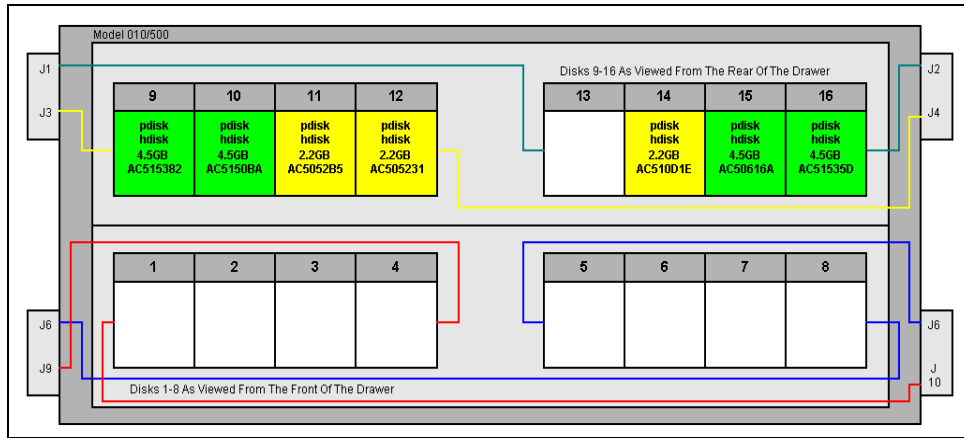 Model 010/500
J1
Disks 9-16 As Viewed From The Rear Of The Drawer
J2
J3
J4
9 10 11 12 13 14 15 16
pdisk pdisk pdisk pdisk pdisk pdisk pdisk
hdisk hdisk hdisk hdisk hdisk hdisk hdisk
4.5GB 4.5GB 2.2GB 2.2GB 2.2GB 4.5GB 4.5GB
AC515382 AC5150BA AC5052B5 AC505231 AC510D1E AC50616A AC51535D
1 2 3 4 5 6 7 8
J6 J6
J9 J
10
Disks 1-8 As Viewed From The Front Of The Drawer